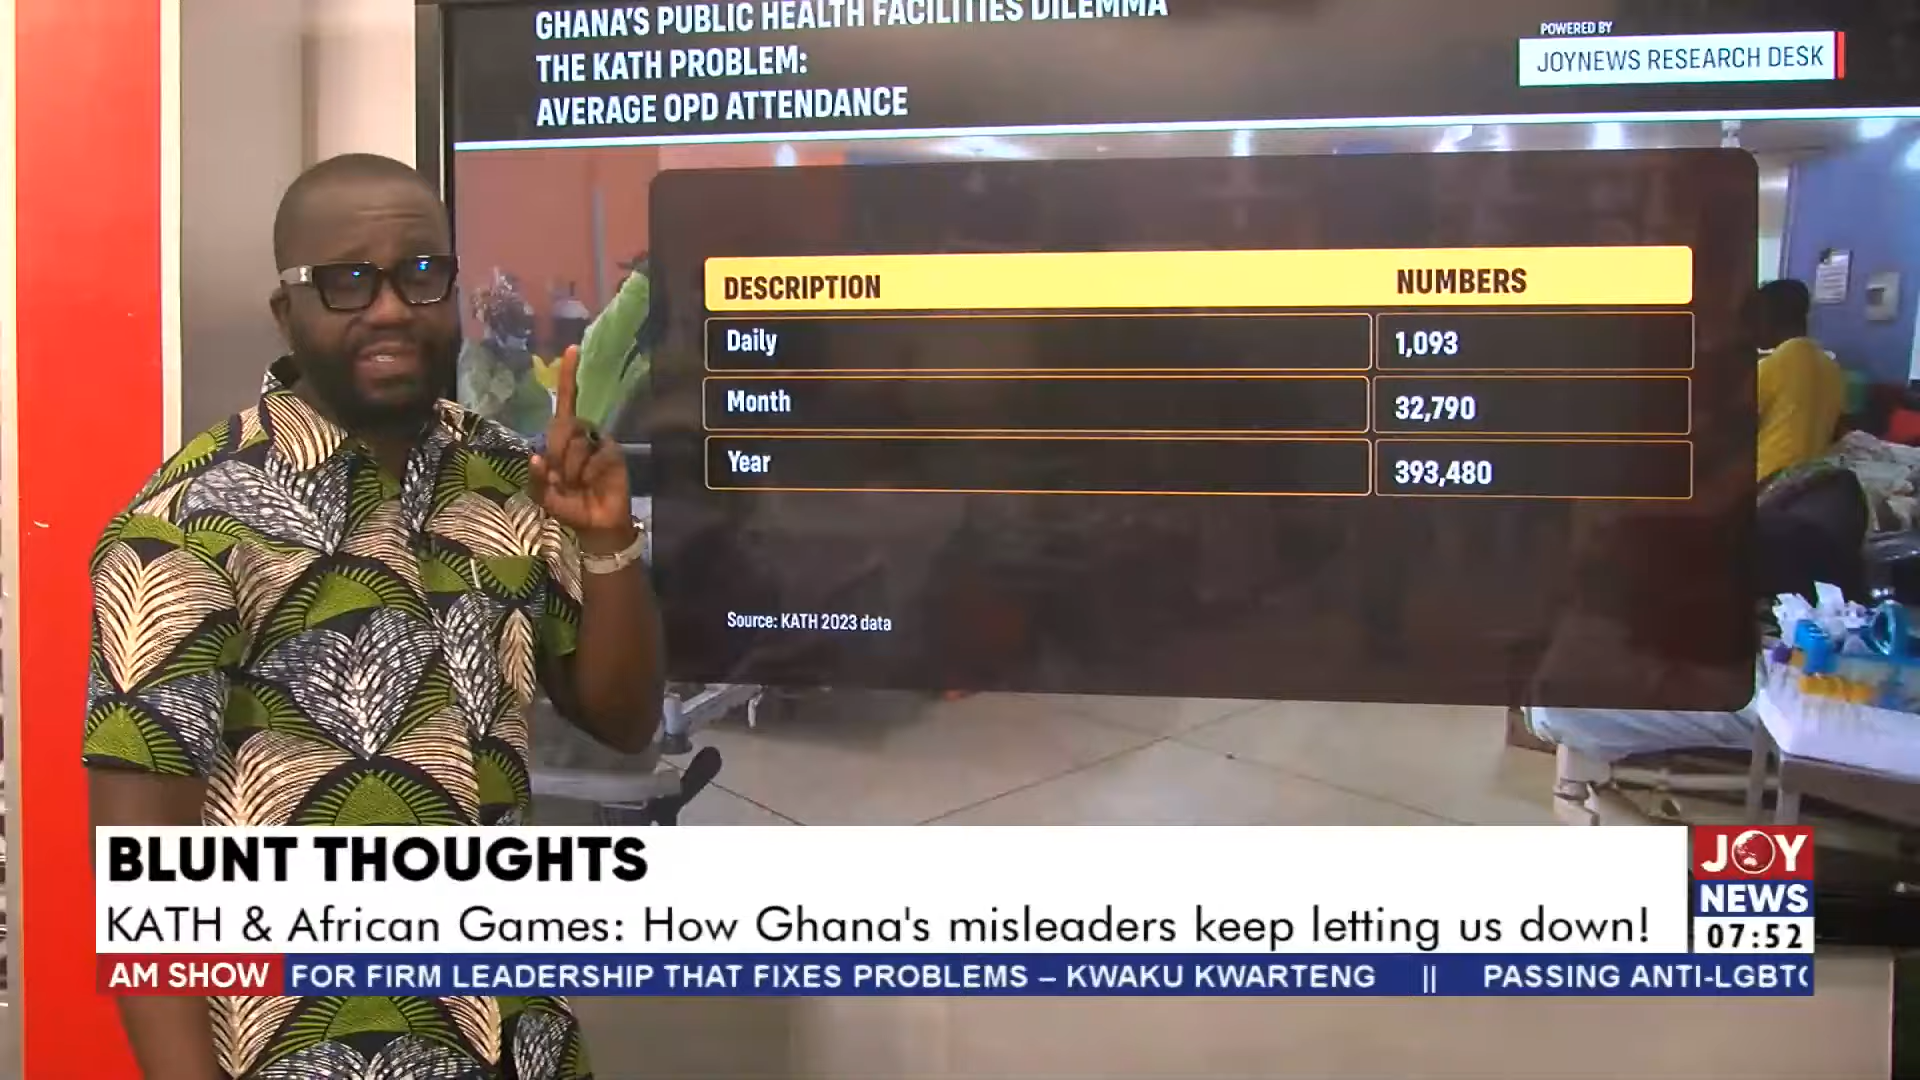 GHANA'S PUBLIC HEALTH FACILITIES DILEMMA
THE KATH PROBLEM:
AVERAGE OPD ATTENDANCE
POWERED BY
JOYNEWS RESEARCH DESK
DESCRIPTION NUMBERS
Daily 1,093
Month 32,790
Year 393,480
Source: KATH 2023 data
BLUNT THOUGHTS
KATH & African Games: How Ghana's misleaders keep letting us down!
JOY
NEWS
07:52
AM SHOW FOR FIRM LEADERSHIP THAT FIXES PROBLEMS – KWAKU KWARTENG || PASSING ANTI-LGBTQ